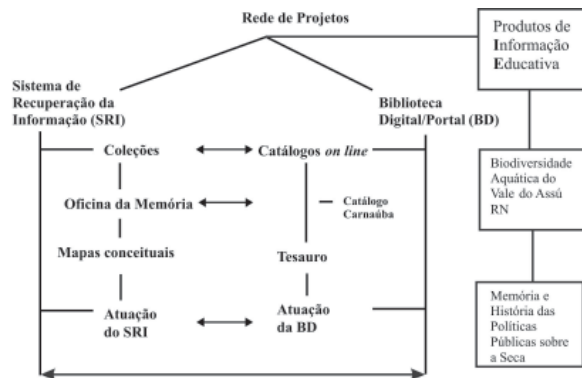 Rede de Projetos
Produtos de
Informação
Educativa
Sistema de
Recuperação da
Informação (SRI)
Biblioteca
Digital/Portal (BD)
Coleções
Catálogos on line
Oficina da Memória
Catálogo
Carnaúba
Mapas conceituais
Tesauro
Atuação
do SRI
Atuação
da BD
Biodiversidade
Aquática do
Vale do Assú
RN
Memória e
História das
Políticas
Públicas sobre
a Seca